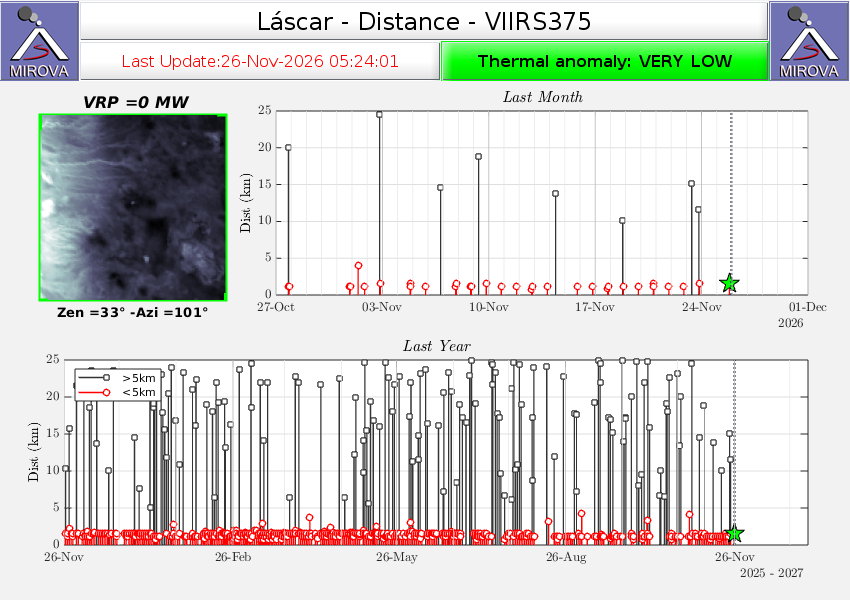 Láscar - Distance - VIIRS375
MIROVA
Last Update:26-Nov-2026 05:24:01
Thermal anomaly: VERY LOW
MIROVA
VRP =0 MW
Zen =33° -Azi =101°
Last Month
Dist (km)
25
20
15
10
5
0
27-Oct
03-Nov
10-Nov
17-Nov
24-Nov
01-Dec
2026
Last Year
Dist (km)
25
20
15
10
5
0
>5km
<5km
26-Nov
26-Feb
26-May
26-Aug
26-Nov
2025 - 2027